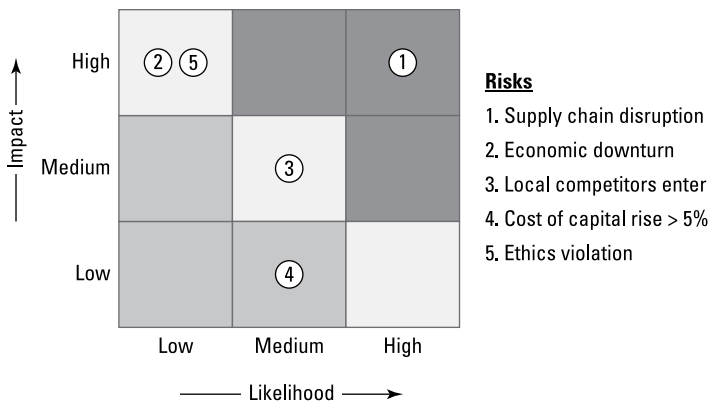 High
2 5
1
Impact
Medium
3
Low
4
Low Medium High
Likelihood
Risks
1. Supply chain disruption
2. Economic downturn
3. Local competitors enter
4. Cost of capital rise > 5%
5. Ethics violation